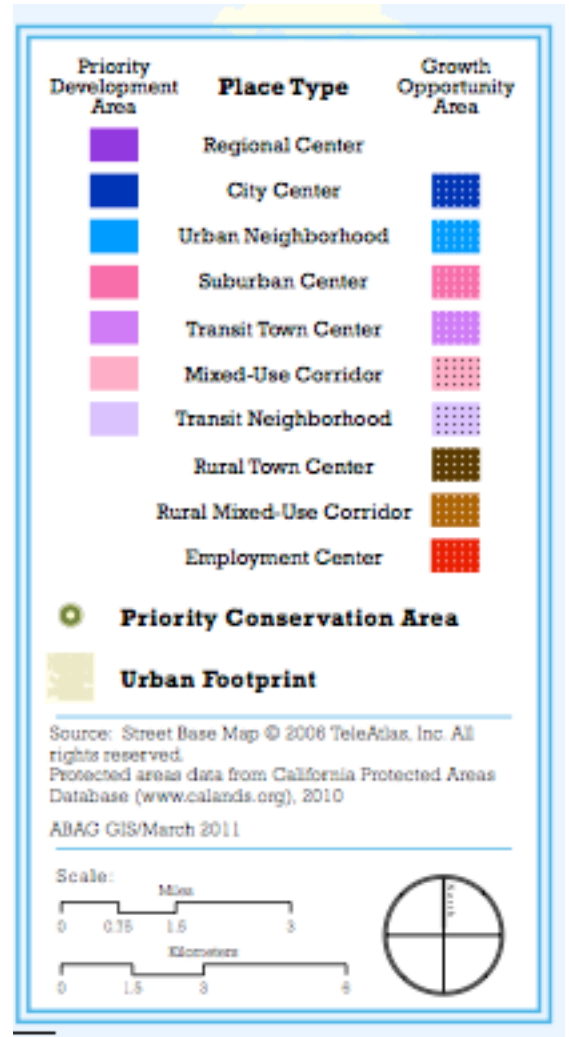 Priority Development Area
Place Type
Growth Opportunity Area
Regional Center
City Center
Urban Neighborhood
Suburban Center
Transit Town Center
Mixed-Use Corridor
Transit Neighborhood
Rural Town Center
Rural Mixed-Use Corridor
Employment Center
Priority Conservation Area
Urban Footprint
Source: Street Base Map © 2006 TeleAtlas, Inc. All
rights reserved.
Protected areas data from California Protected Areas
Database (www.calands.org), 2010
ABAG GIS/March 2011
Scale:
Miles
0 0.75 1.5 3
Kilometers
0 1.5 3 6
North